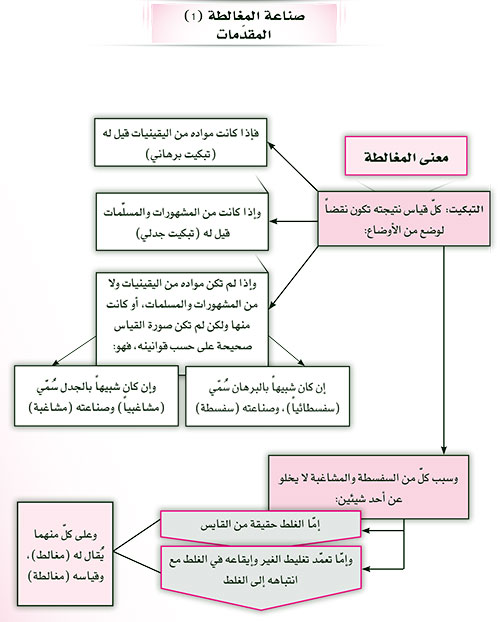 صناعة المغالطة (١)
المقدّمات
معنى المغالطة
التبكيت: كلّ قياس نتيجته تكون نقضاً
لوضع من الأوضاع:
فإذا كانت مواده من اليقينيات قيل له
(تبكيت برهاني)
وإذا كانت من المشهورات والمسلّمات
قيل له (تبكيت جدلي)
وإذا لم تكن مواده من اليقينيات ولا
من المشهورات والمسلمات، أو كانت
منها ولكن لم تكن صورة القياس
صحيحة على حسب قوانينه، فهو:
إن كان شبيهاً بالبرهان سُمّي
(سفسطائياً)، وصناعته (سفسطة)
وإن كان شبيهاً بالجدل سُمّي
(مشاغبياً) وصناعته (مشاغبة)
وسبب كلّ من السفسطة والمشاغبة لا يخلو
عن أحد شيئين:
إمّا الغلط حقيقة من القايس
وإمّا تعمّد تغليط الغير وإيقاعه في الغلط مع
انتباهه إلى الغلط
وعلى كلّ منهما
يُقال له (مغالط)،
وقياسه (مغالطة)